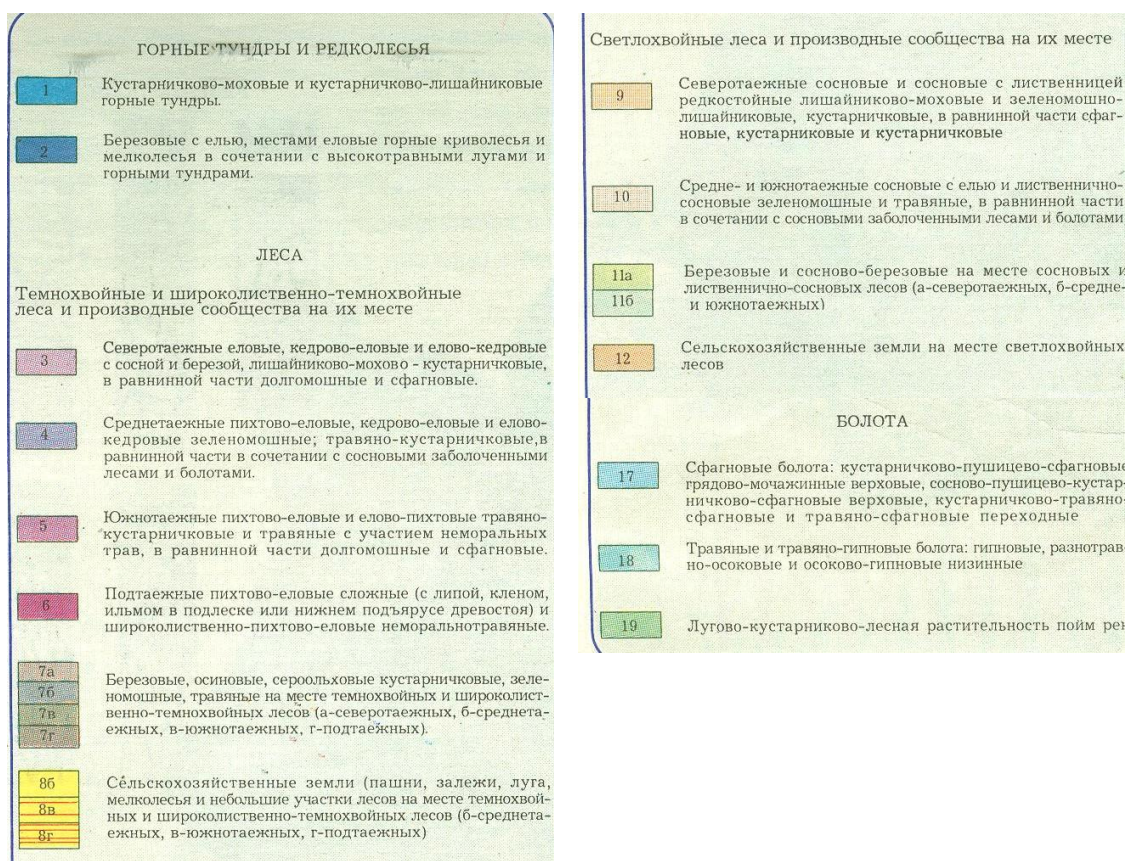 ГОРНЫЕ ТУНДРЫ И РЕДКОЛЕСЬЯ
1
Кустарничково-моховые и кустарничково-лишайниковые
горные тундры.
2
Березовые с елью, местами еловые горные криволесья и
мелколесья в сочетании с высокотравными лугами и
горными тундрами.
ЛЕСА
Темнохвойные и широколиственно-темнохвойные
леса и производные сообщества на их месте
3
Северотаежные еловые, кедрово-еловые и елово-кедровые
с сосной и березой, лишайниково-мохово - кустарничковые,
в равнинной части долгомошные и сфагновые.
4
Среднетаежные пихтово-еловые, кедрово-еловые и елово-
кедровые зеленомошные; травяно-кустарничковые,в
равнинной части в сочетании с сосновыми заболоченными
лесами и болотами.
5
Южнотаежные пихтово-еловые и елово-пихтовые травяно-
кустарничковые и травяные с участием неморальных
трав, в равнинной части долгомошные и сфагновые.
6
Подтаежные пихтово-еловые сложные (с липой, кленом,
ильмом в подлеске или нижнем подъярусе древостоя) и
широколиственно-пихтово-еловые неморальнотравяные.
7а
7б
7в
7г
Березовые, осиновые, сероольховые кустарничковые, зеле-
номошные, травяные на месте темнохвойных и широколист-
венно-темнохвойных лесов (а-северотаежных, б-среднета-
ежных, в-южнотаежных, г-подтаежных).
8б
8в
8г
Сельскохозяйственные земли (пашни, залежи, луга,
мелколесья и небольшие участки лесов на месте темнохвой-
ных и широколиственно-темнохвойных лесов (б-среднета-
ежных, в-южнотаежных, г-подтаежных)
Светлохвойные леса и производные сообщества на их месте
9
Северотаежные сосновые и сосновые с лиственницей
редкостойные лишайниково-моховые и зеленомошно-
лишайниковые, кустарничковые, в равнинной части сфаг-
новые, кустарниковые и кустарничковые
10
Средне- и южнотаежные сосновые с елью и лиственнично-
сосновые зеленомошные и травяные, в равнинной части
в сочетании с сосновыми заболоченными лесами и болотами
11а
11б
Березовые и сосново-березовые на месте сосновых и
лиственнично-сосновых лесов (а-северотаежных, б-средне-
и южнотаежных)
12
Сельскохозяйственные земли на месте светлохвойных
лесов
БОЛОТА
17
Сфагновые болота: кустарничково-пушицево-сфагновые
грядово-мочажинные верховые, сосново-пушицево-кустар-
ничково-сфагновые верховые, кустарничково-травяно-
сфагновые и травяно-сфагновые переходные
18
Травяные и травяно-гипновые болота: гипновые, разнотрав-
но-осоковые и осоково-гипновые низинные
19
Лугово-кустарниково-лесная растительность пойм рек